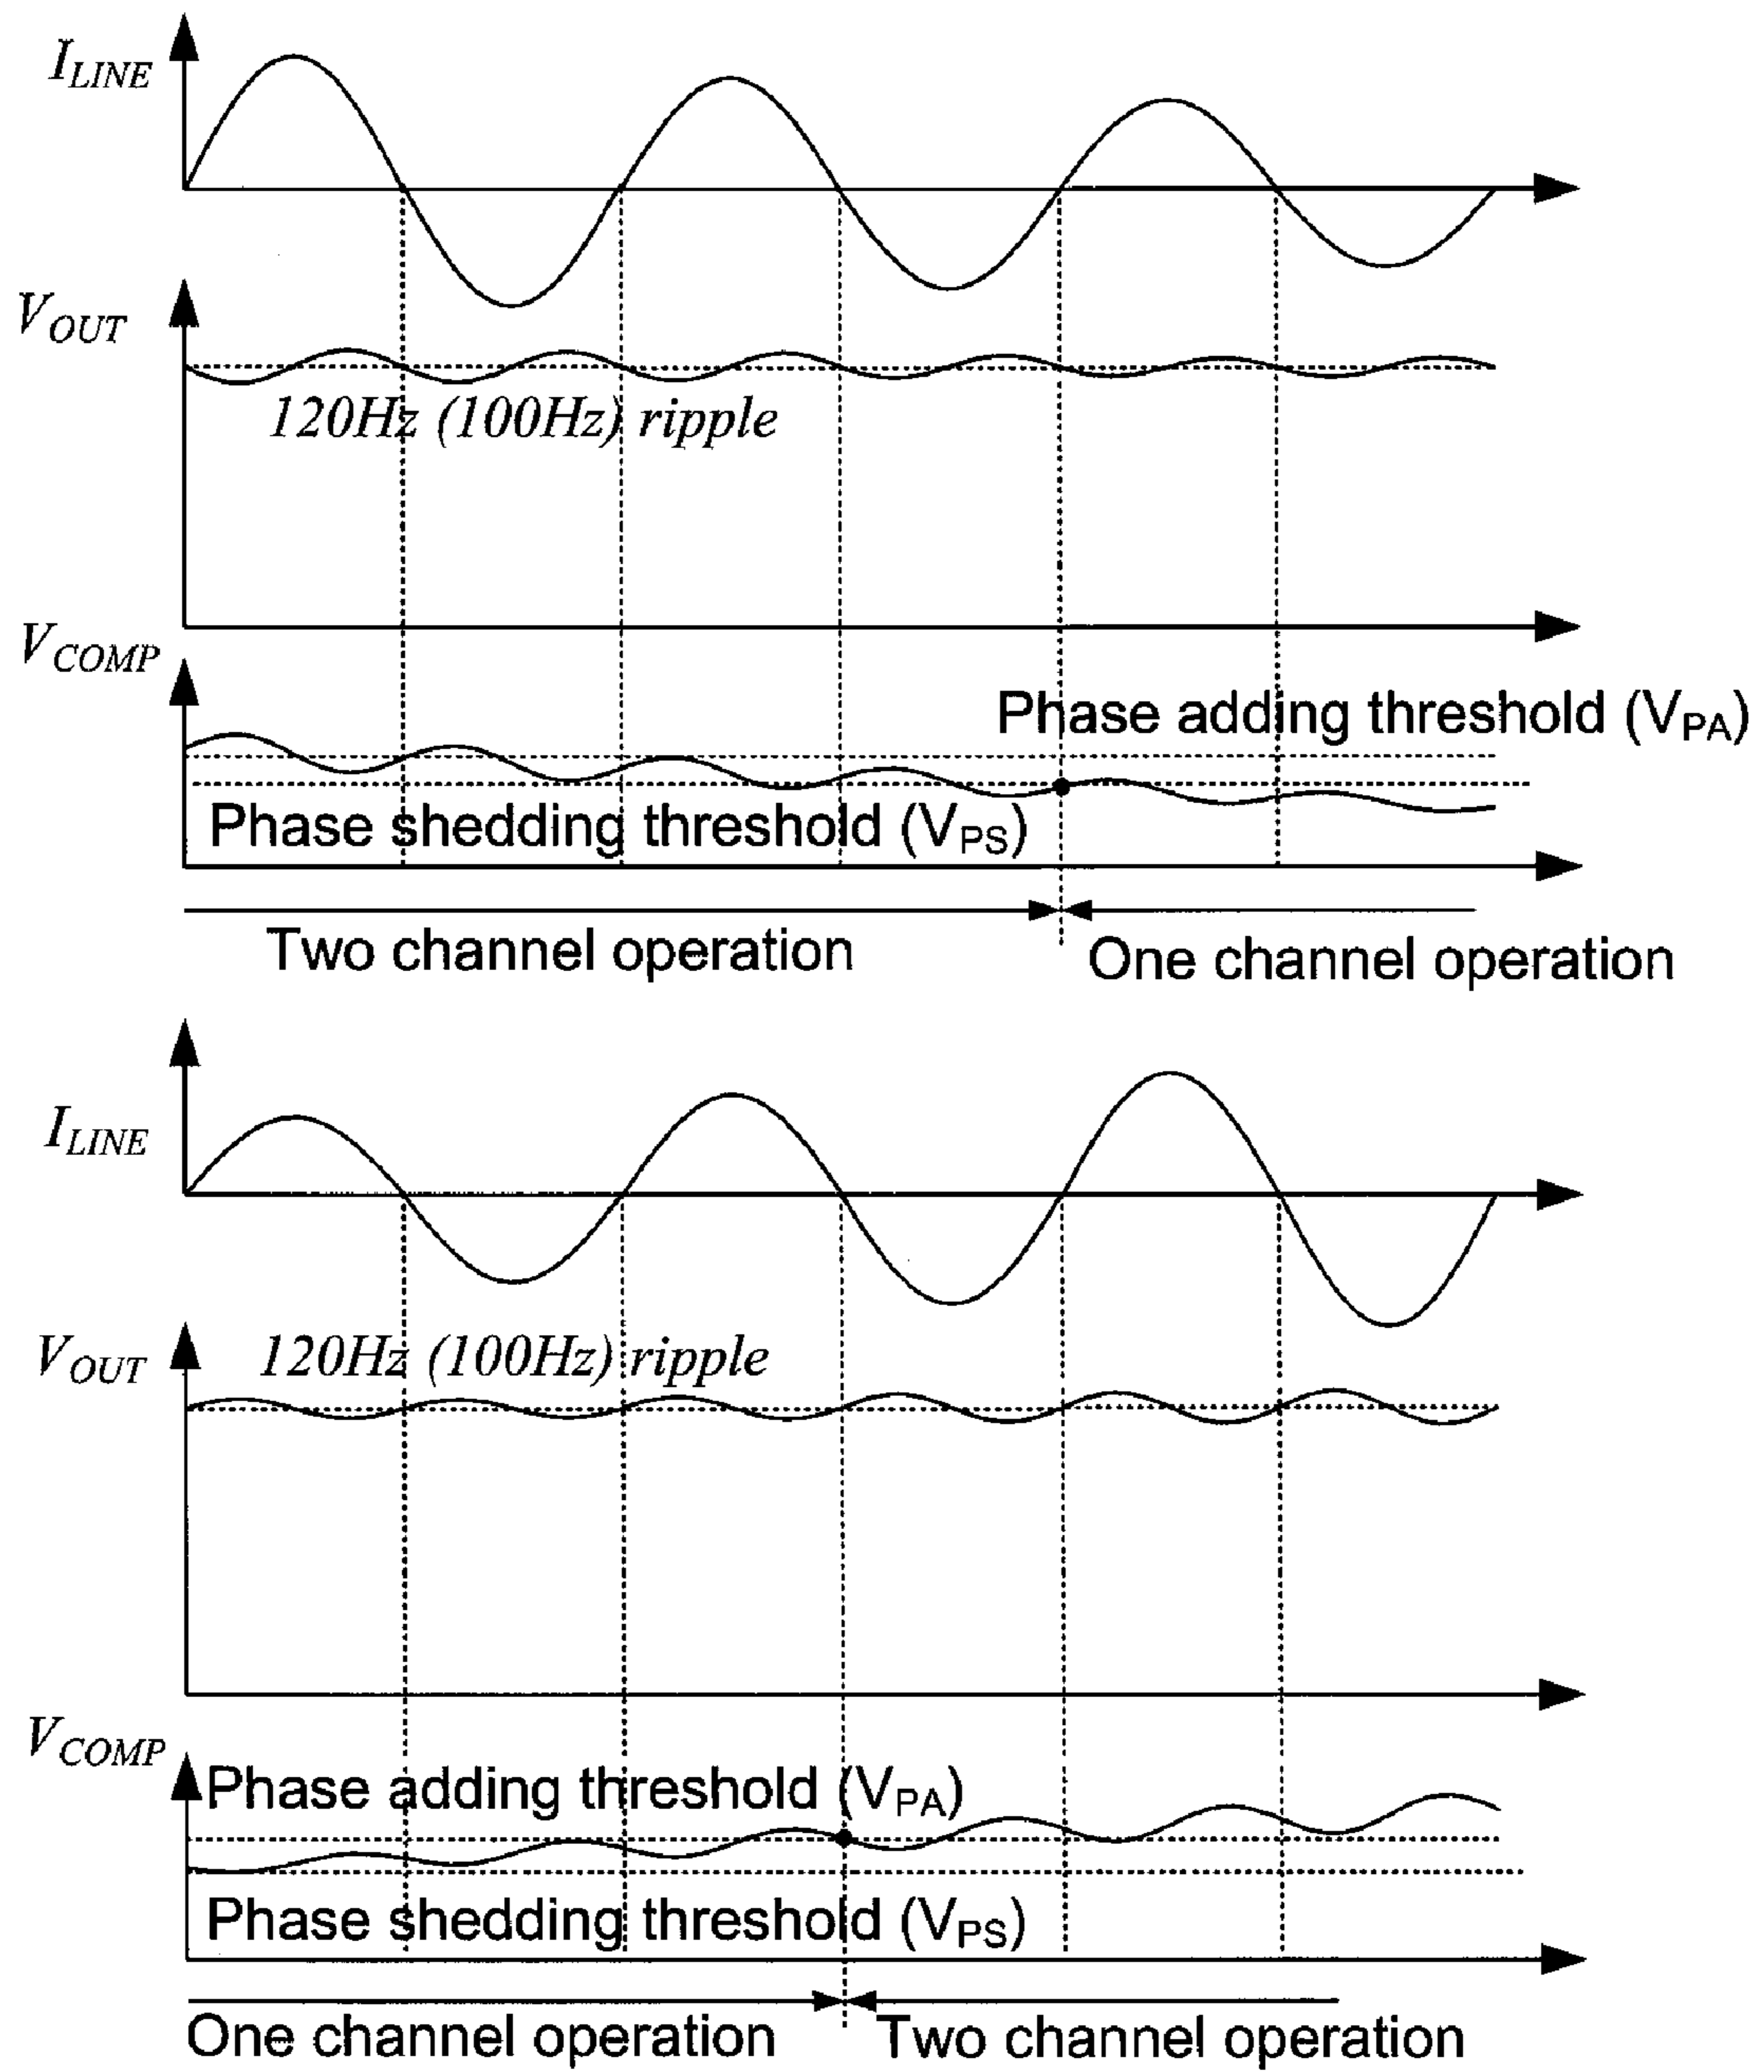 I_LINE
V_OUT
120Hz (100Hz) ripple
V_COMP
Phase adding threshold (V_PA)
Phase shedding threshold (V_PS)
Two channel operation
One channel operation
I_LINE
V_OUT
120Hz (100Hz) ripple
V_COMP
Phase adding threshold (V_PA)
Phase shedding threshold (V_PS)
One channel operation
Two channel operation